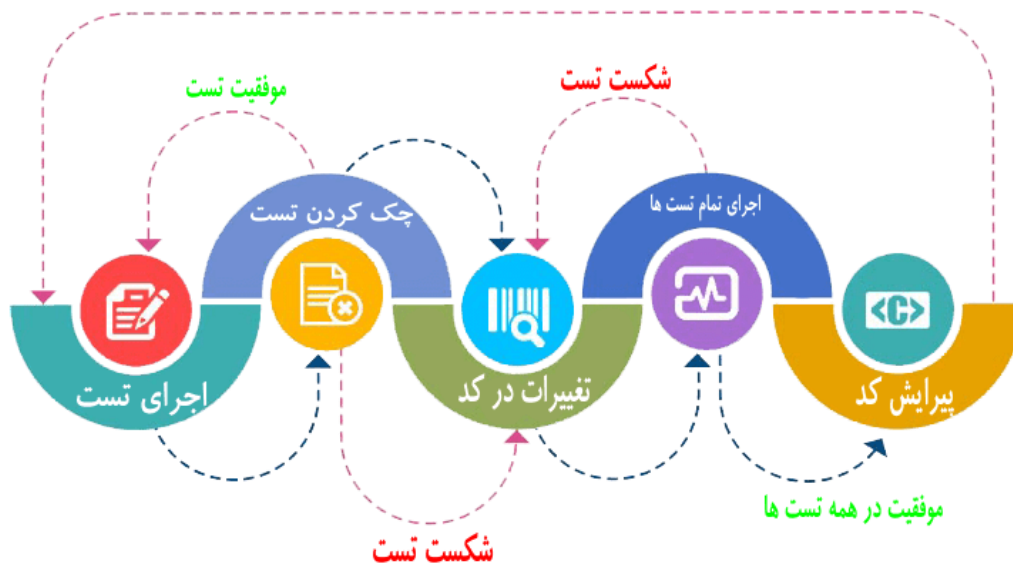 شکست تست
موفقیت تست
اجرای تمام تست ها
چک کردن تست
<C>
پیرایش کد
تغییرات در کد
اجرای تست
موفقیت در همه تست ها
شکست تست